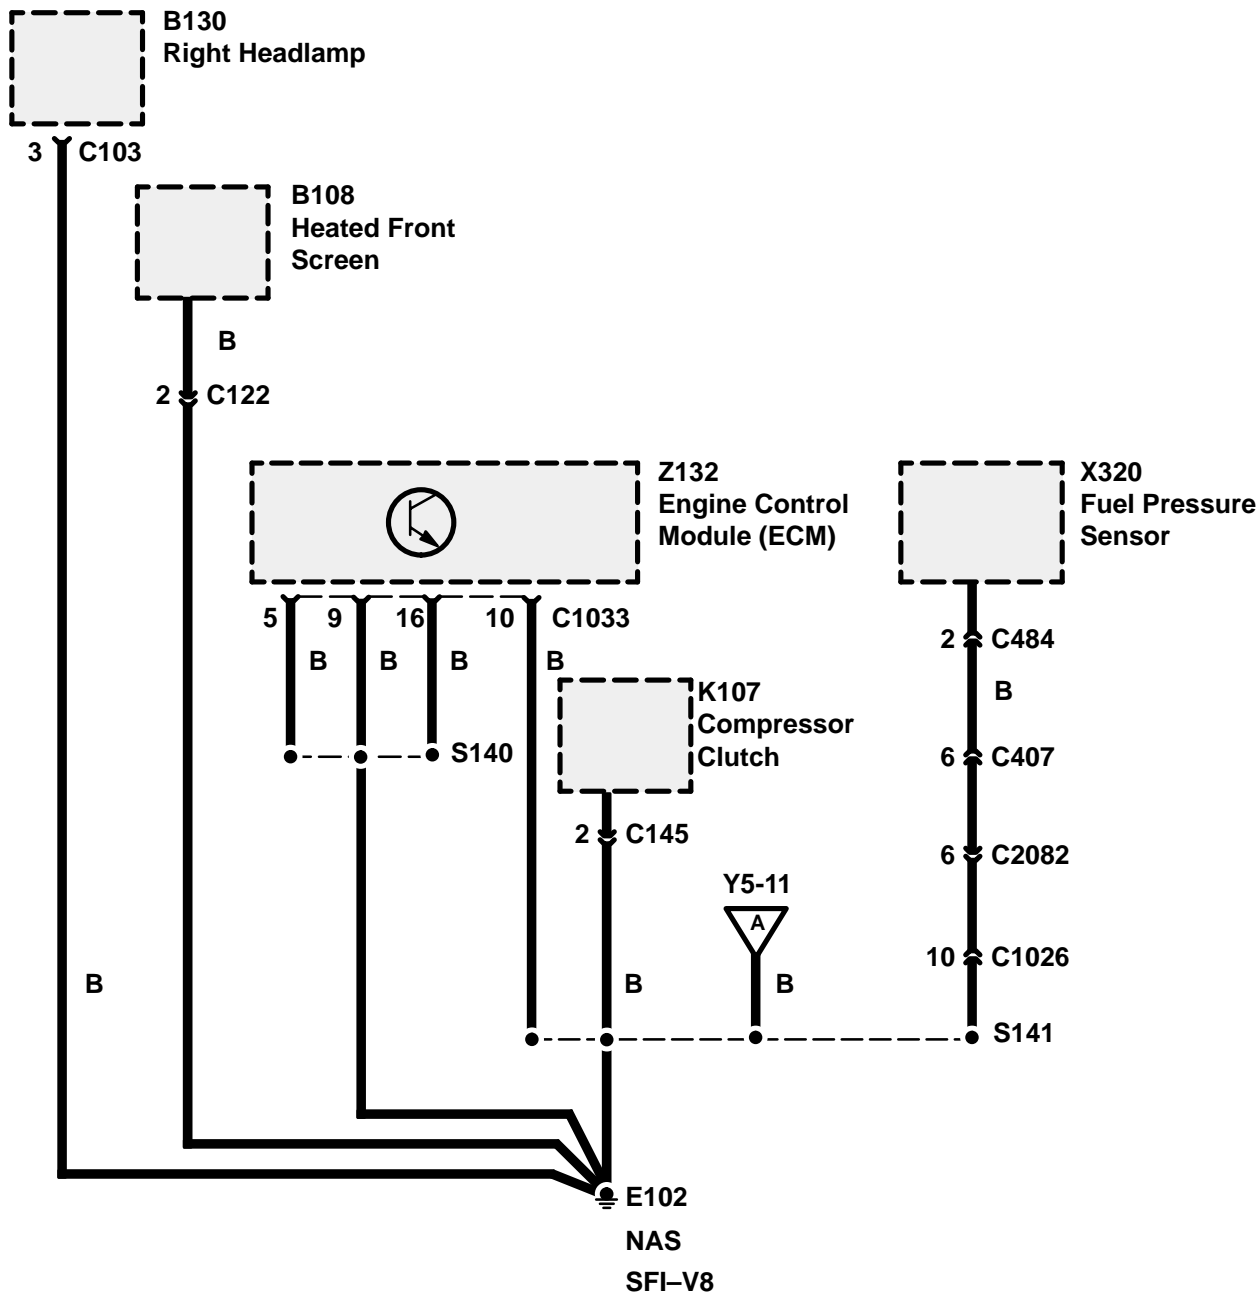 B130
Right Headlamp
3 C103
B108
Heated Front
Screen
B
2 C122
Z132
Engine Control
Module (ECM)
X320
Fuel Pressure
Sensor
5 9 16 10 C1033
2 C484
B B B B
K107
Compressor
Clutch
B
S140
6 C407
2 C145
6 C2082
Y5-11
A
10 C1026
B B B
S141
E102
NAS
SFI–V8